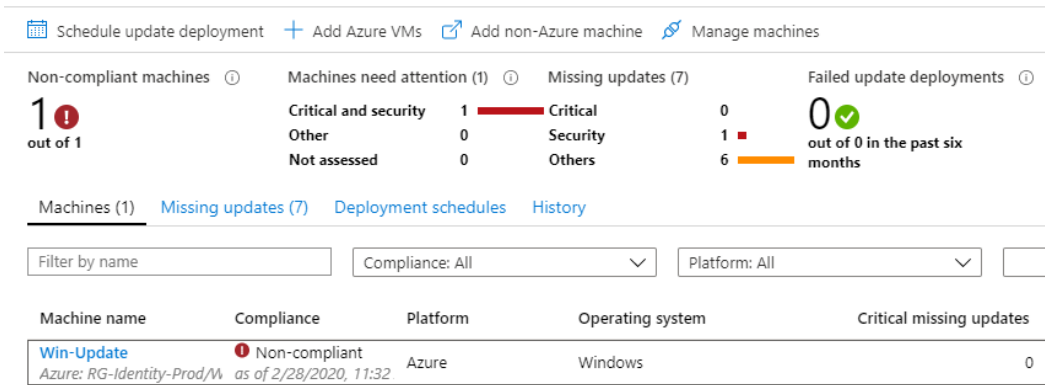 Schedule update deployment Add Azure VMs Add non-Azure machine Manage machines
Non-compliant machines Machines need attention (1) Missing updates (7) Failed update deployments
1 Critical and security 1 Critical 0 0
out of 1 Other 0 Security 1 out of 0 in the past six
Not assessed 0 Others 6 months
Machines (1) Missing updates (7) Deployment schedules History
Filter by name Compliance: All Platform: All
Machine name Compliance Platform Operating system Critical missing updates
Win-Update Non-compliant Azure Windows 0
Azure: RG-Identity-Prod/W as of 2/28/2020, 11:32